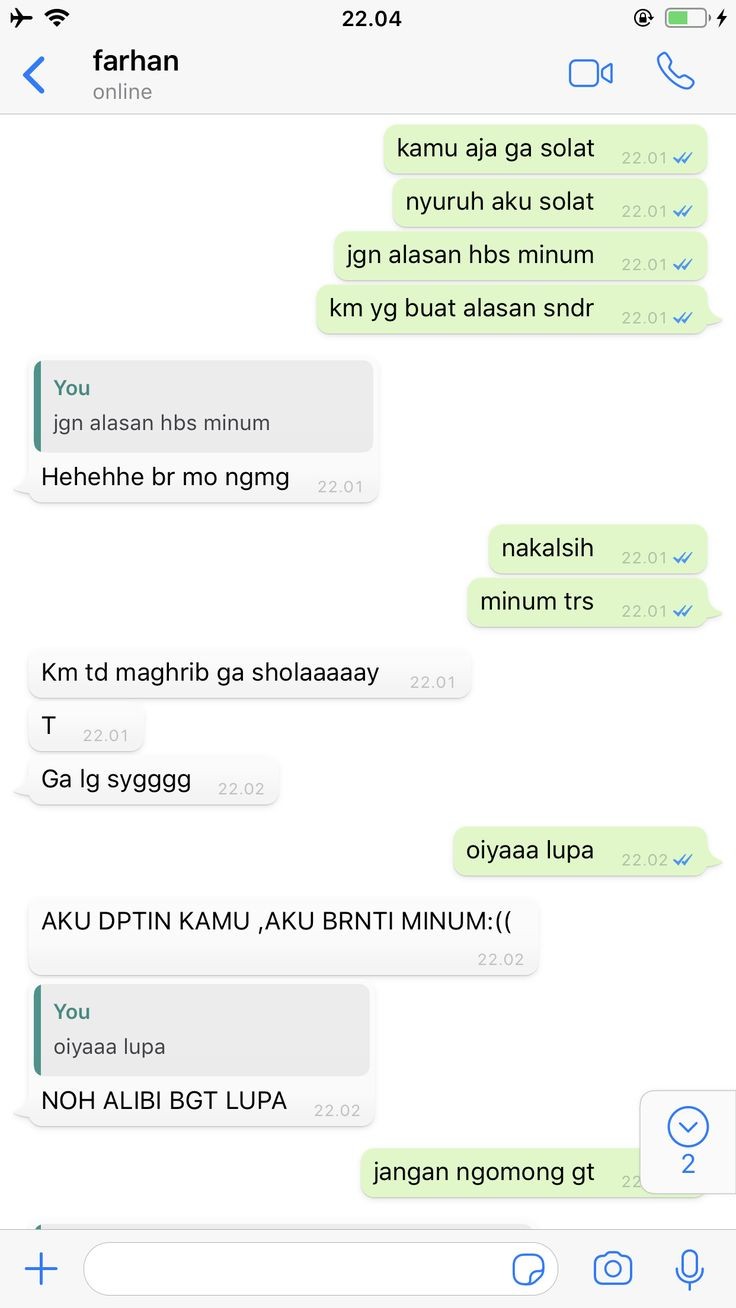 22.04
farhan
online
kamu aja ga solat 22.01
nyuruh aku solat 22.01
jgn alasan hbs minum 22.01
km yg buat alasan sndr 22.01
You
jgn alasan hbs minum
Hehehhe br mo ngmg 22.01
nakalsih 22.01
minum trs 22.01
Km td maghrib ga sholaaaaay 22.01
T 22.01
Ga lg sygggg 22.02
oiyaaa lupa 22.02
AKU DPTIN KAMU ,AKU BRNTI MINUM:((
22.02
You
oiyaaa lupa
NOH ALIBI BGT LUPA 22.02
jangan ngomong gt 22
2